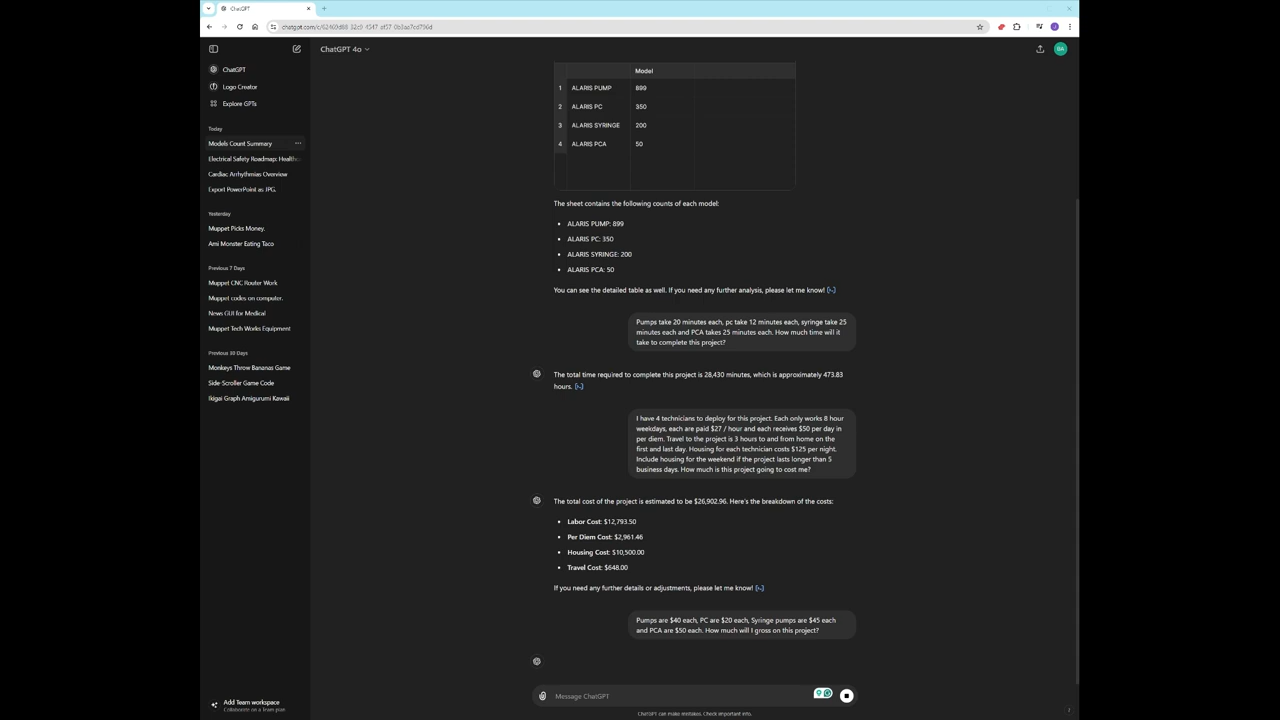 ChatGPT
chatgpt.com/c/
ChatGPT 4o
BA
ChatGPT
Logo Creator
Explore GPTs
Today
Models Count Summary
Electrical Safety Roadmap: Healthc
Cardiac Arrhythmias Overview
Export PowerPoint as JPG.
Yesterday
Muppet Picks Money.
Ami Monster Eating Taco
Previous 7 Days
Muppet CNC Router Work
Muppet codes on computer.
News GUI for Medical
Muppet Tech Works Equipment
Previous 30 Days
Monkeys Throw Bananas Game
Side-Scroller Game Code
Ikigai Graph Amigurumi Kawaii
Add Team workspace
Collaborate on a Team plan
Model
1 ALARIS PUMP 899
2 ALARIS PC 350
3 ALARIS SYRINGE 200
4 ALARIS PCA 50
The sheet contains the following counts of each model:
• ALARIS PUMP: 899
• ALARIS PC: 350
• ALARIS SYRINGE: 200
• ALARIS PCA: 50
You can see the detailed table as well. If you need any further analysis, please let me know! [>-]
Pumps take 20 minutes each, pc take 12 minutes each, syringe take 25
minutes each and PCA takes 25 minutes each. How much time will it
take to complete this project?
The total time required to complete this project is 28,430 minutes, which is approximately 473.83
hours. [>-]
I have 4 technicians to deploy for this project. Each only works 8 hour
weekdays, each are paid $27 / hour and each receives $50 per day in
per diem. Travel to the project is 3 hours to and from home on the
first and last day. Housing for each technician costs $125 per night.
Include housing for the weekend if the project lasts longer than 5
business days. How much is this project going to cost me?
The total cost of the project is estimated to be $26,902.96. Here's the breakdown of the costs:
• Labor Cost: $12,793.50
• Per Diem Cost: $2,961.46
• Housing Cost: $10,500.00
• Travel Cost: $648.00
If you need any further details or adjustments, please let me know! [>-]
Pumps are $40 each, PC are $20 each, Syringe pumps are $45 each
and PCA are $50 each. How much will I gross on this project?
Message ChatGPT
ChatGPT can make mistakes. Check important info.